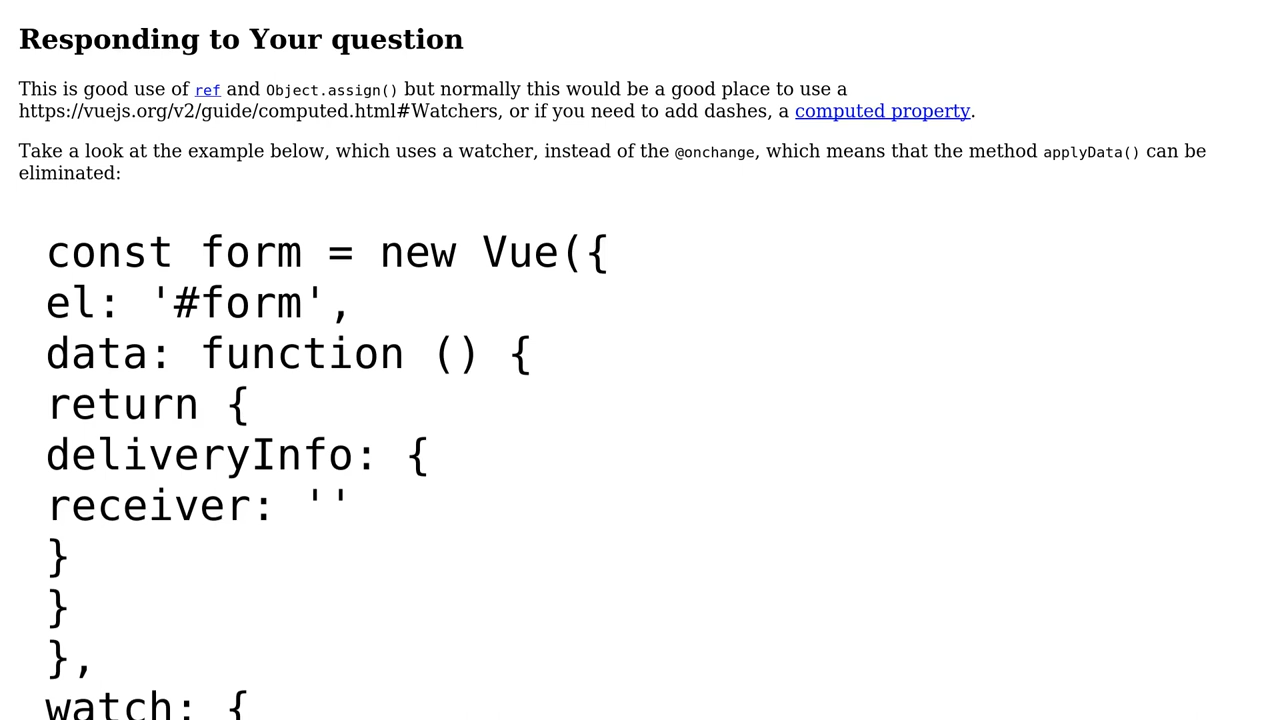 Responding to Your question
This is good use of ref and Object.assign() but normally this would be a good place to use a
https://vuejs.org/v2/guide/computed.html#Watchers, or if you need to add dashes, a computed property.
Take a look at the example below, which uses a watcher, instead of the @onchange, which means that the method applyData() can be
eliminated:
const form = new Vue({
el: '#form',
data: function () {
return {
deliveryInfo: {
receiver: ''
}
}
},
watch: {